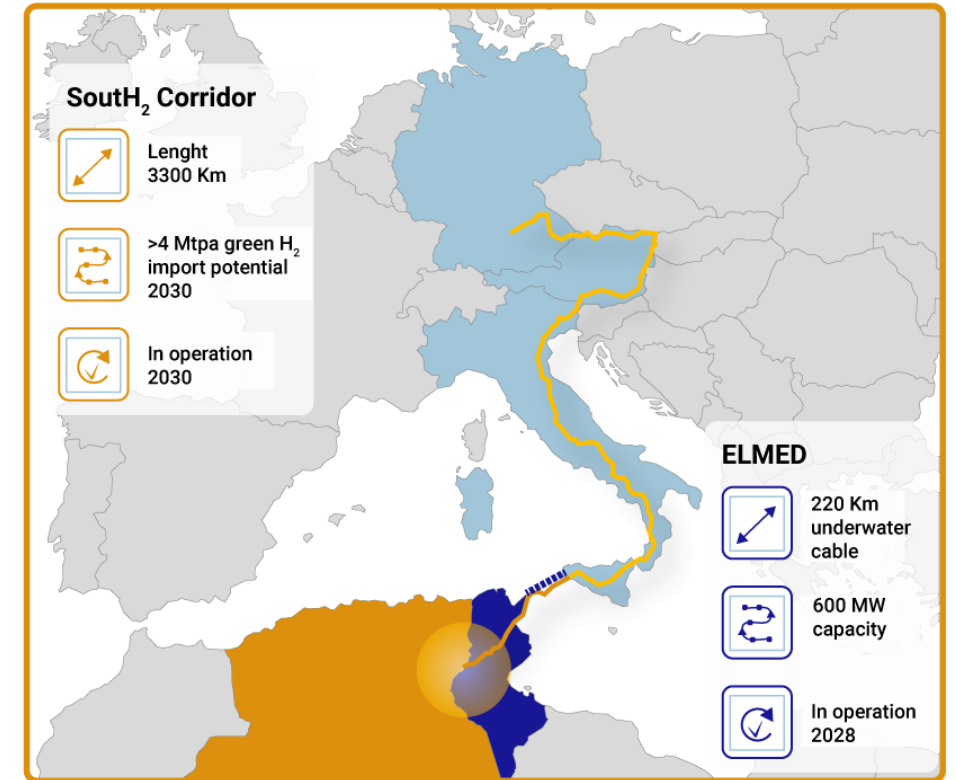 SoutH₂ Corridor
Lenght
3300 Km
>4 Mtpa green H₂
import potential
2030
In operation
2030
ELMED
220 Km
underwater
cable
600 MW
capacity
In operation
2028